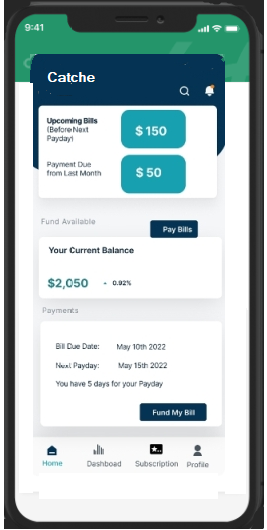 9:41
Catche
Upcoming Bills
(Before Next
Payday)
$ 150
Payment Due
from Last Month
$ 50
Fund Available
Pay Bills
Your Current Balance
$2,050
0.92%
Payments
Bill Due Date: May 10th 2022
Next Payday: May 15th 2022
You have 5 days for your Payday
Fund My Bill
Home Dashboad Subscription Profile